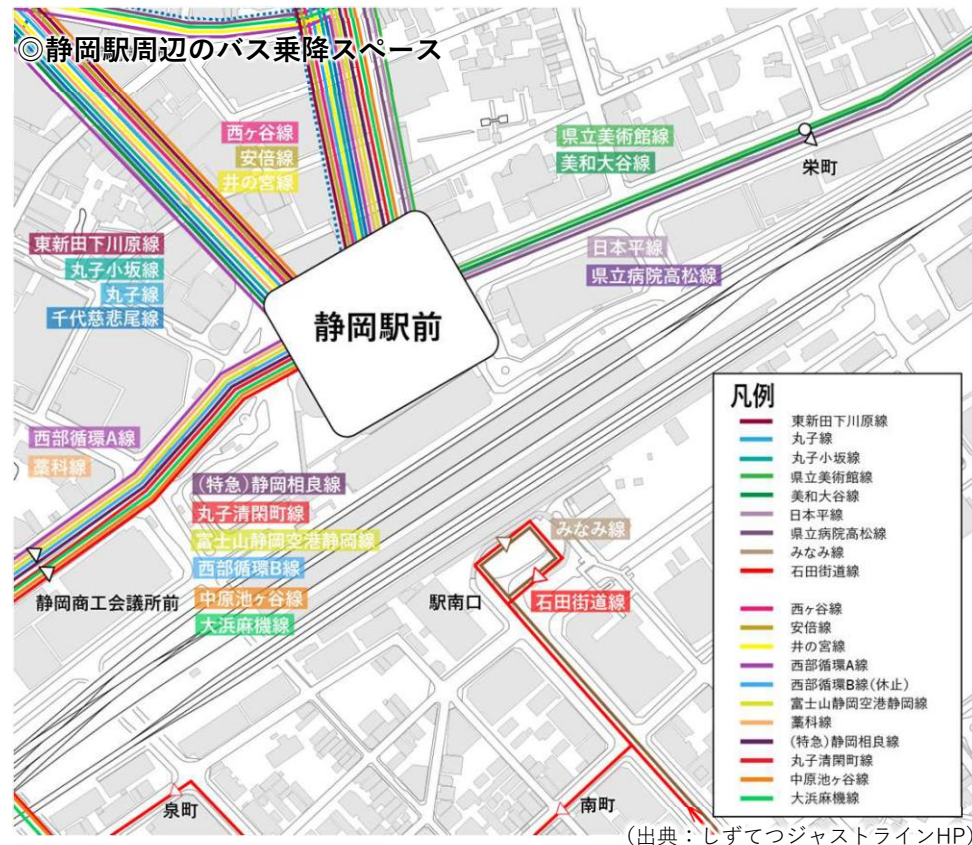 ◎静岡駅周辺のバス乗降スペース
西ヶ谷線
安倍線
井の宮線
県立美術館線
美和大谷線
栄町
東新田下川原線
丸子小坂線
丸子線
千代慈悲尾線
日本平線
県立病院高松線
静岡駅前
西部循環A線
藁科線
(特急)静岡相良線
丸子清閑町線
富士山静岡空港静岡線
西部循環B線
中原池ヶ谷線
大浜麻機線
静岡商工会議所前
みなみ線
駅南口
石田街道線
泉町
南町
凡例
東新田下川原線
丸子線
丸子小坂線
県立美術館線
美和大谷線
日本平線
県立病院高松線
みなみ線
石田街道線
西ヶ谷線
安倍線
井の宮線
西部循環A線
西部循環B線(休止)
富士山静岡空港静岡線
藁科線
(特急)静岡相良線
丸子清閑町線
中原池ヶ谷線
大浜麻機線
(出典：しずてつジャストラインHP)